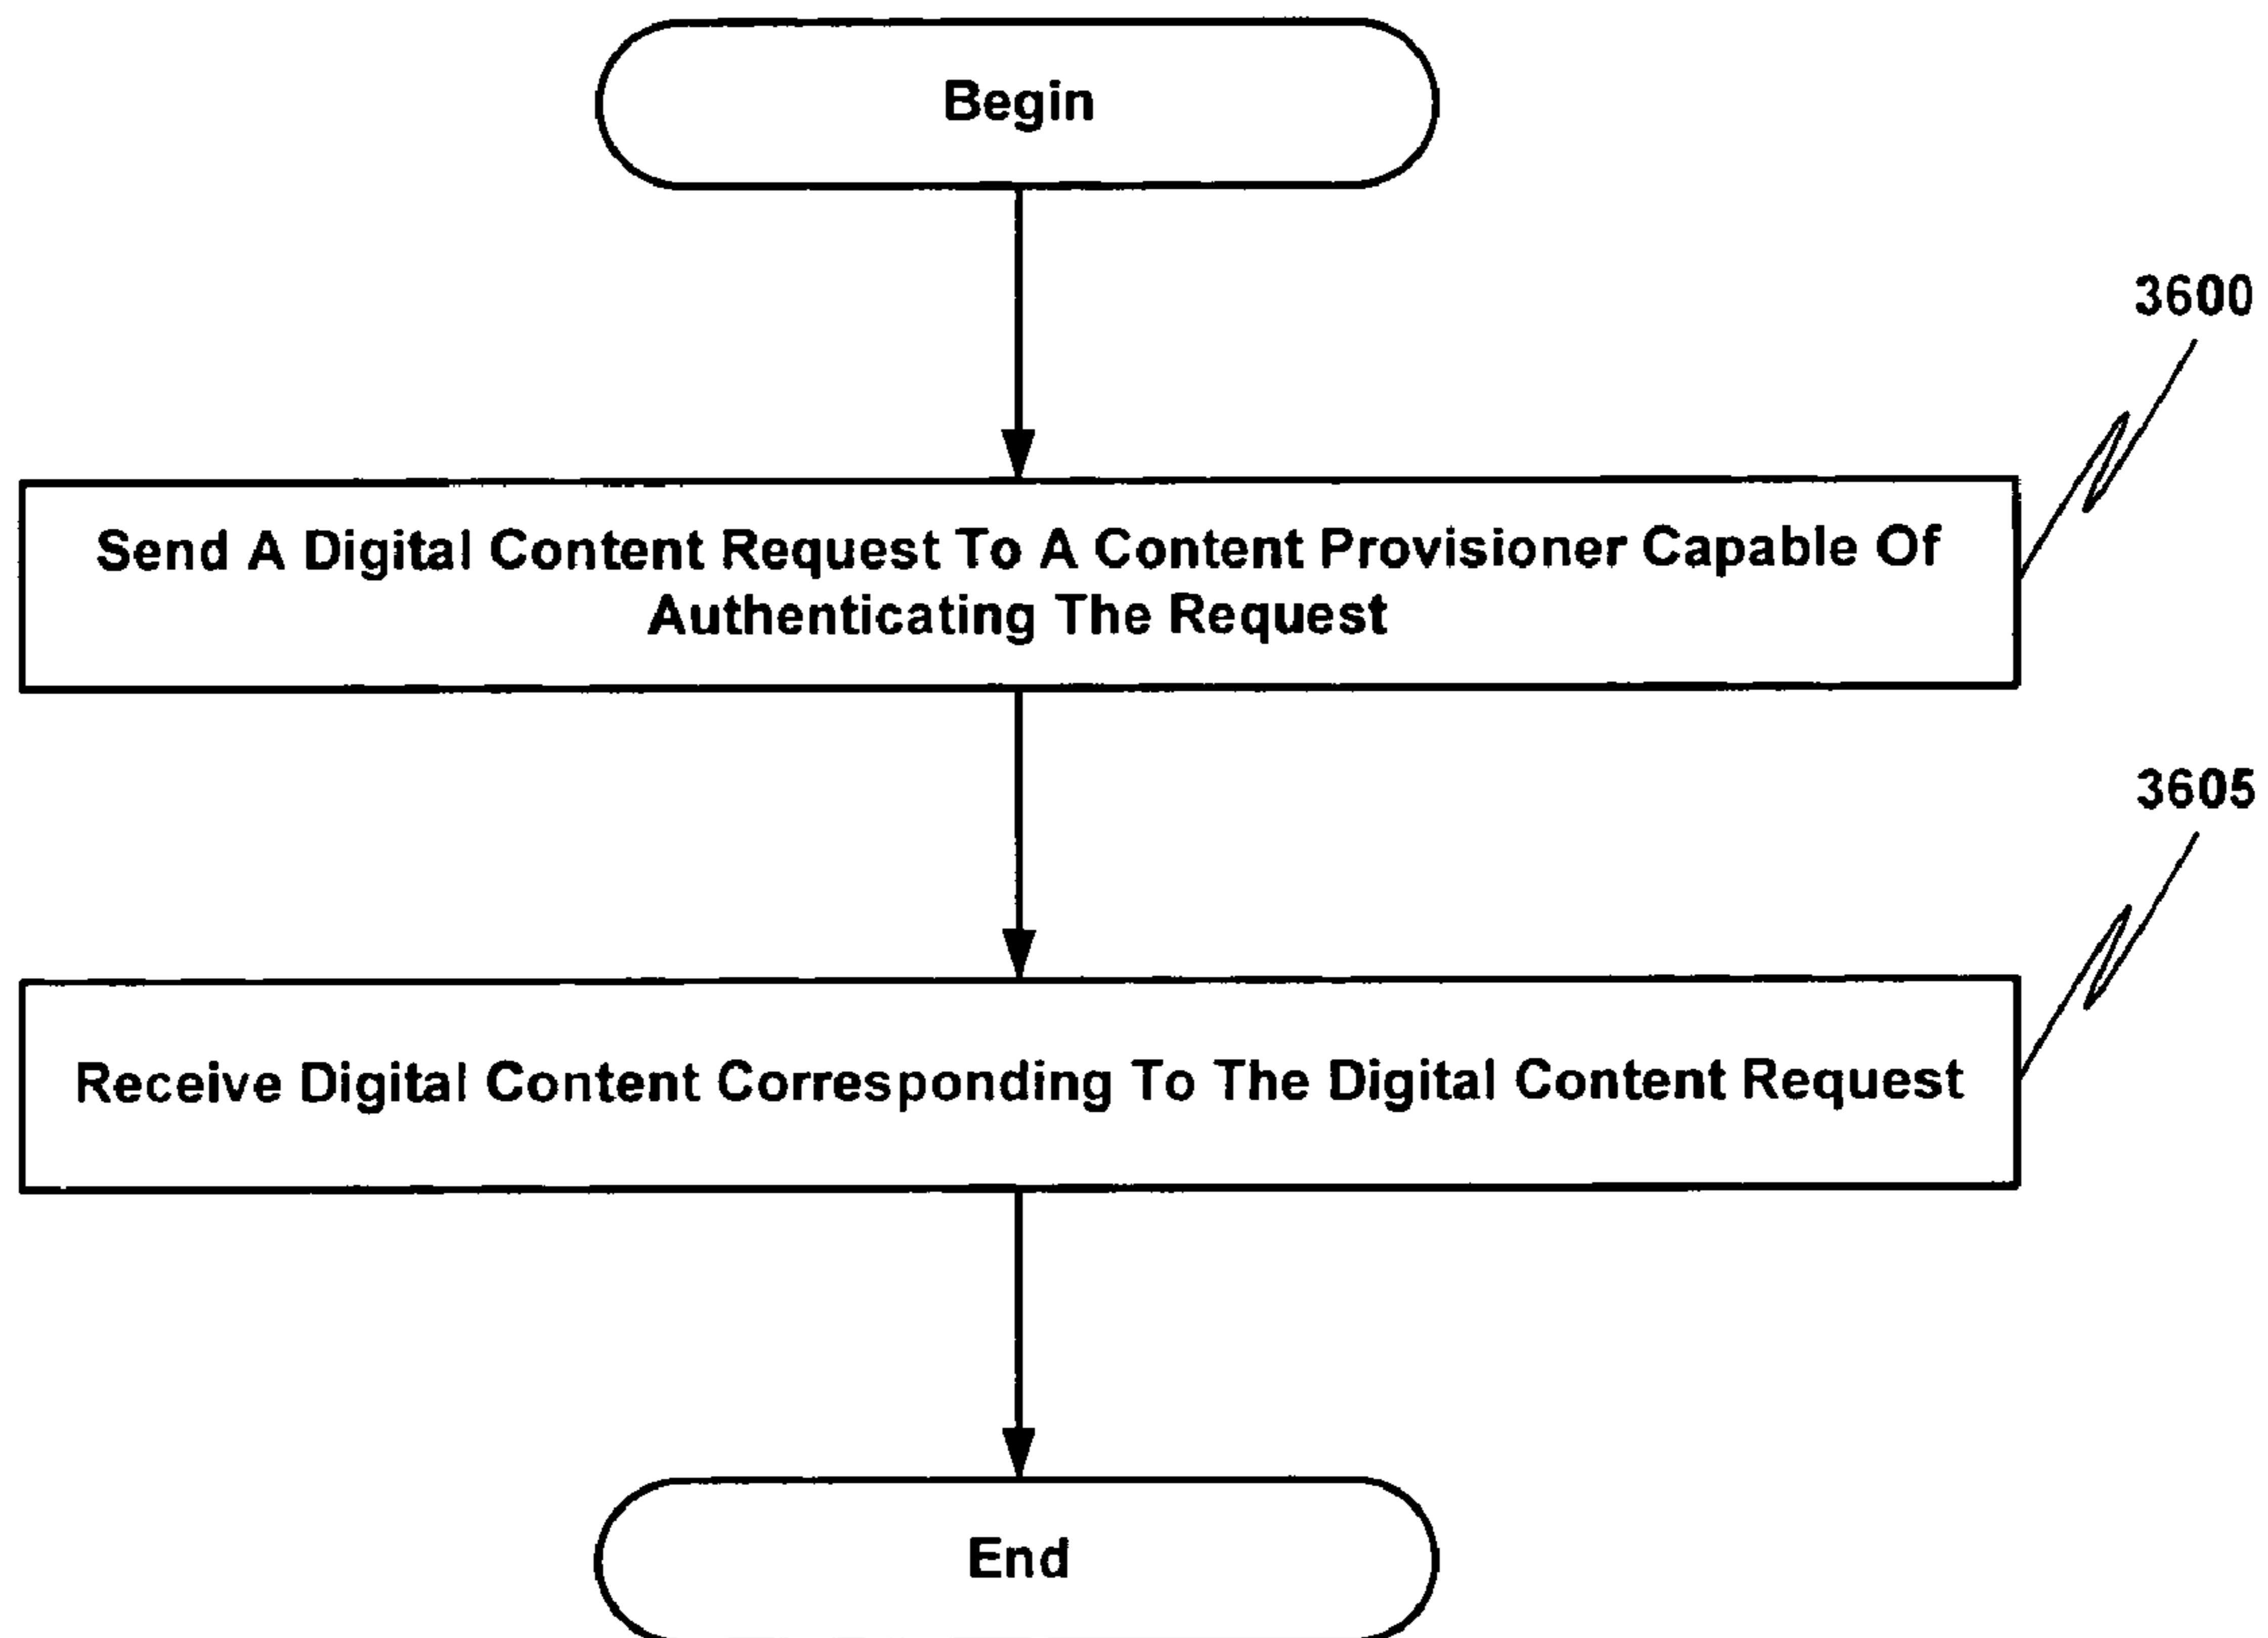 Begin
3600
Send A Digital Content Request To A Content Provisioner Capable Of
Authenticating The Request
3605
Receive Digital Content Corresponding To The Digital Content Request
End